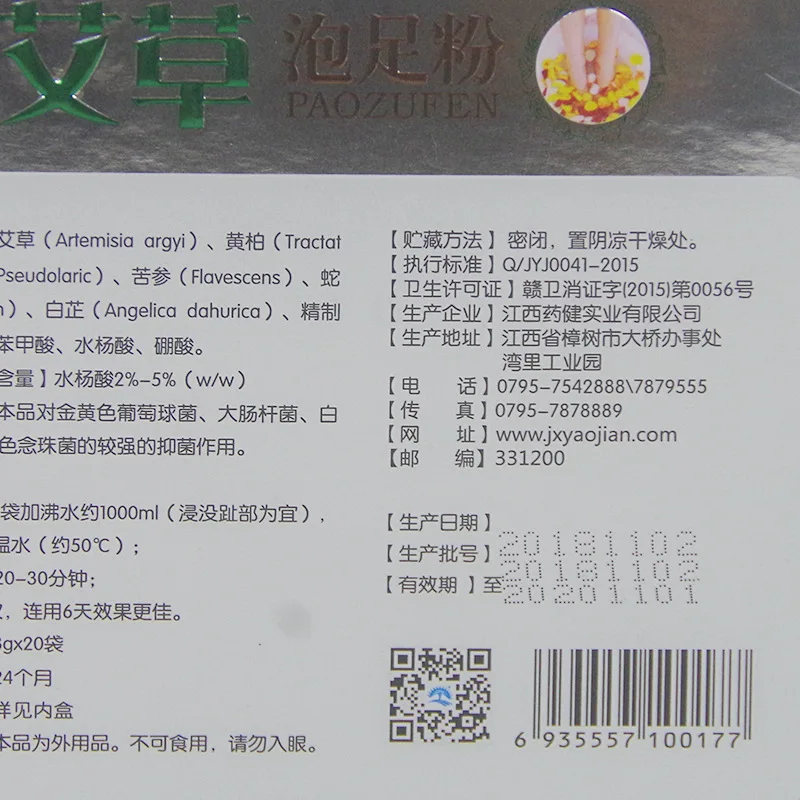 艾草 泡足粉
PAOZUFEN
艾草(Artemisia argyi)、黄柏(Tractat
Pseudolaric)、苦参(Flavescens)、蛇
)、白芷(Angelica dahurica)、精制
苯甲酸、水杨酸、硼酸。
含量】水杨酸2%-5%(w/w)
本品对金黄色葡萄球菌、大肠杆菌、白
色念珠菌的较强的抑菌作用。
袋加沸水约1000ml(浸没趾部为宜),
温水(约50℃);
20-30分钟;
,连用6天效果更佳。
gx20袋
24个月
详见内盒
本品为外用品。不可食用,请勿入眼。
【贮藏方法】密闭,置阴凉干燥处。
【执行标准】Q/JYJ0041-2015
【卫生许可证】赣卫消证字(2015)第0056号
【生产企业】江西药健实业有限公司
【生产地址】江西省樟树市大桥办事处
湾里工业园
【电 话】0795-7542888\7879555
【传 真】0795-7878889
【网 址】www.jxyaojian.com
【邮 编】331200
【生产日期】20181102
【生产批号】20181102
【有效期】至20201101
6 935557 100177